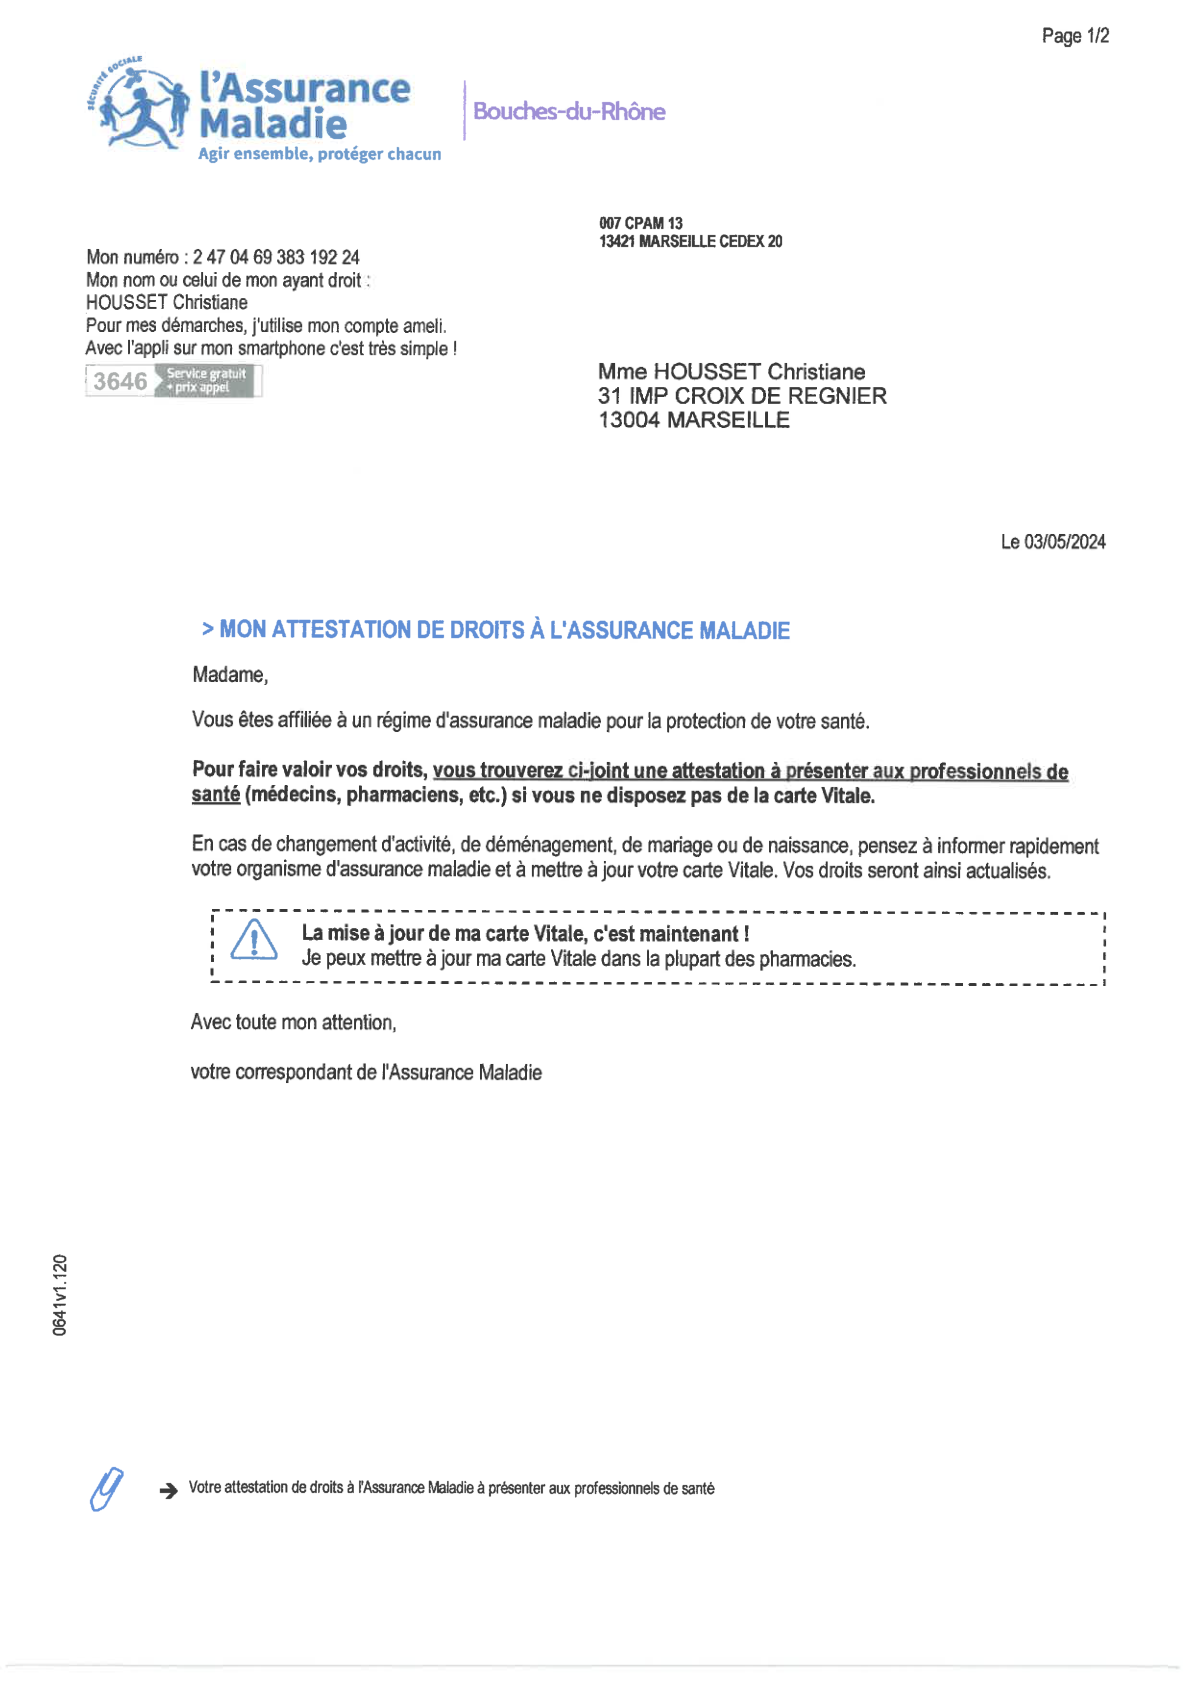 Page 1/2
SÉCURITÉ SOCIALE
l'Assurance
Maladie
Agir ensemble, protéger chacun
Bouches-du-Rhône
007 CPAM 13
13421 MARSEILLE CEDEX 20
Mon numéro : 2 47 04 69 383 192 24
Mon nom ou celui de mon ayant droit :
HOUSSET Christiane
Pour mes démarches, j'utilise mon compte ameli.
Avec l'appli sur mon smartphone c'est très simple !
3646 Service gratuit
+ prix appel
Mme HOUSSET Christiane
31 IMP CROIX DE REGNIER
13004 MARSEILLE
Le 03/05/2024
> MON ATTESTATION DE DROITS À L'ASSURANCE MALADIE
Madame,
Vous êtes affiliée à un régime d'assurance maladie pour la protection de votre santé.
Pour faire valoir vos droits, vous trouverez ci-joint une attestation à présenter aux professionnels de
santé (médecins, pharmaciens, etc.) si vous ne disposez pas de la carte Vitale.
En cas de changement d'activité, de déménagement, de mariage ou de naissance, pensez à informer rapidement
votre organisme d'assurance maladie et à mettre à jour votre carte Vitale. Vos droits seront ainsi actualisés.
La mise à jour de ma carte Vitale, c'est maintenant !
Je peux mettre à jour ma carte Vitale dans la plupart des pharmacies.
Avec toute mon attention,
votre correspondant de l'Assurance Maladie
0641v1.120
Votre attestation de droits à l'Assurance Maladie à présenter aux professionnels de santé